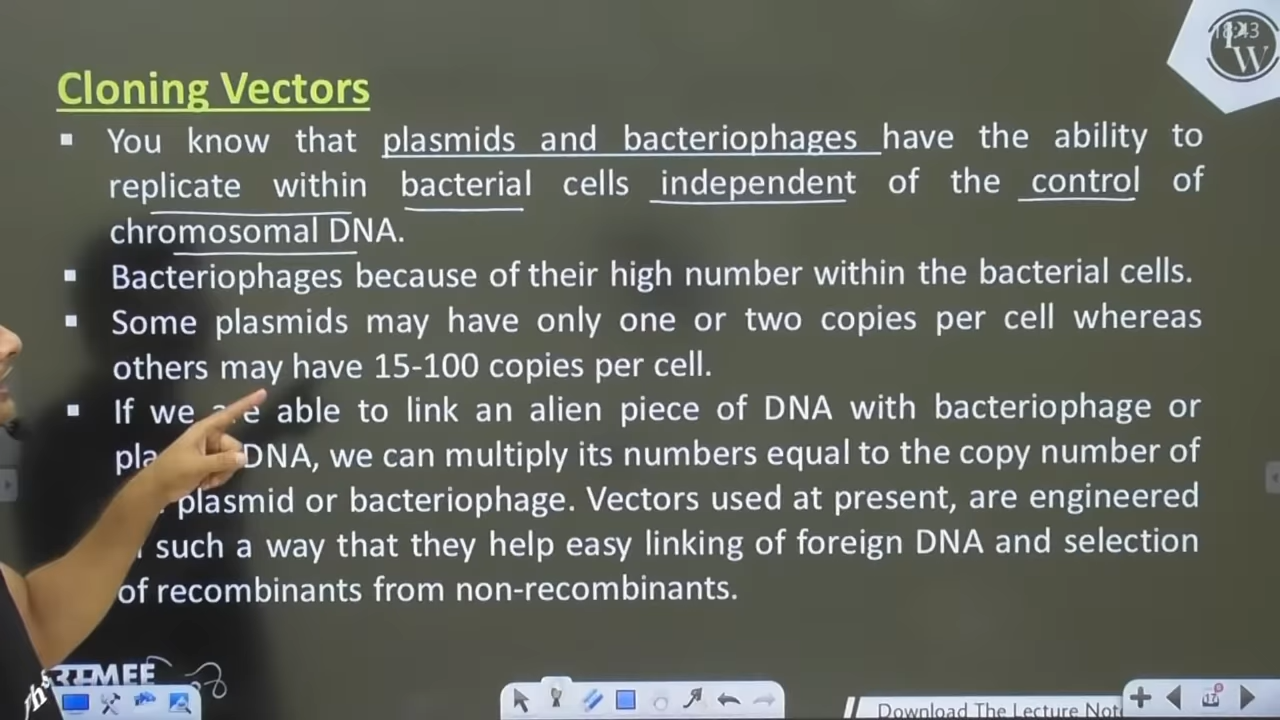 18:43
PW
Cloning Vectors
▪ You know that plasmids and bacteriophages have the ability to
replicate within bacterial cells independent of the control of
chromosomal DNA.
▪ Bacteriophages because of their high number within the bacterial cells.
▪ Some plasmids may have only one or two copies per cell whereas
others may have 15-100 copies per cell.
▪ If we are able to link an alien piece of DNA with bacteriophage or
DNA, we can multiply its numbers equal to the copy number of
plasmid or bacteriophage. Vectors used at present, are engineered
such a way that they help easy linking of foreign DNA and selection
of recombinants from non-recombinants.
17
Download The Lecture